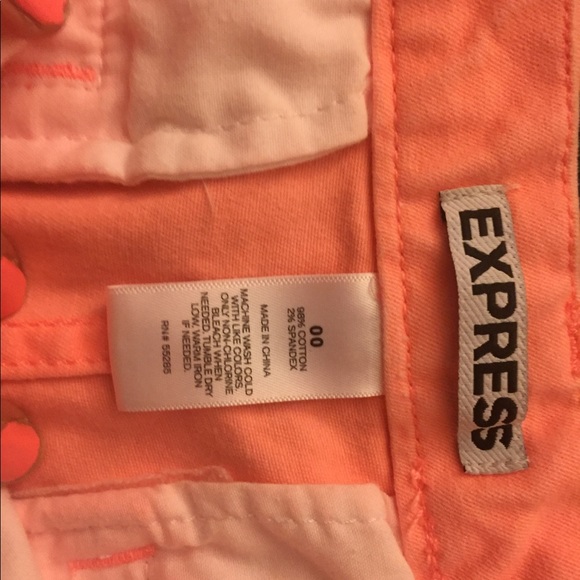 EXPRESS
00
98% COTTON
2% SPANDEX
MADE IN CHINA
MACHINE WASH COLD
WITH LIKE COLORS.
ONLY NON-CHLORINE
BLEACH WHEN
NEEDED. TUMBLE DRY
LOW, WARM IRON
IF NEEDED.
RN# 55285